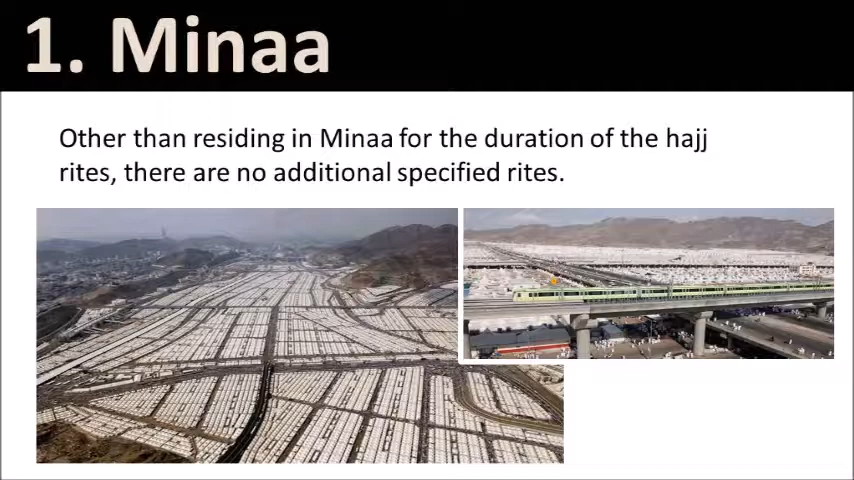 1. Minaa
Other than residing in Minaa for the duration of the hajj
rites, there are no additional specified rites.